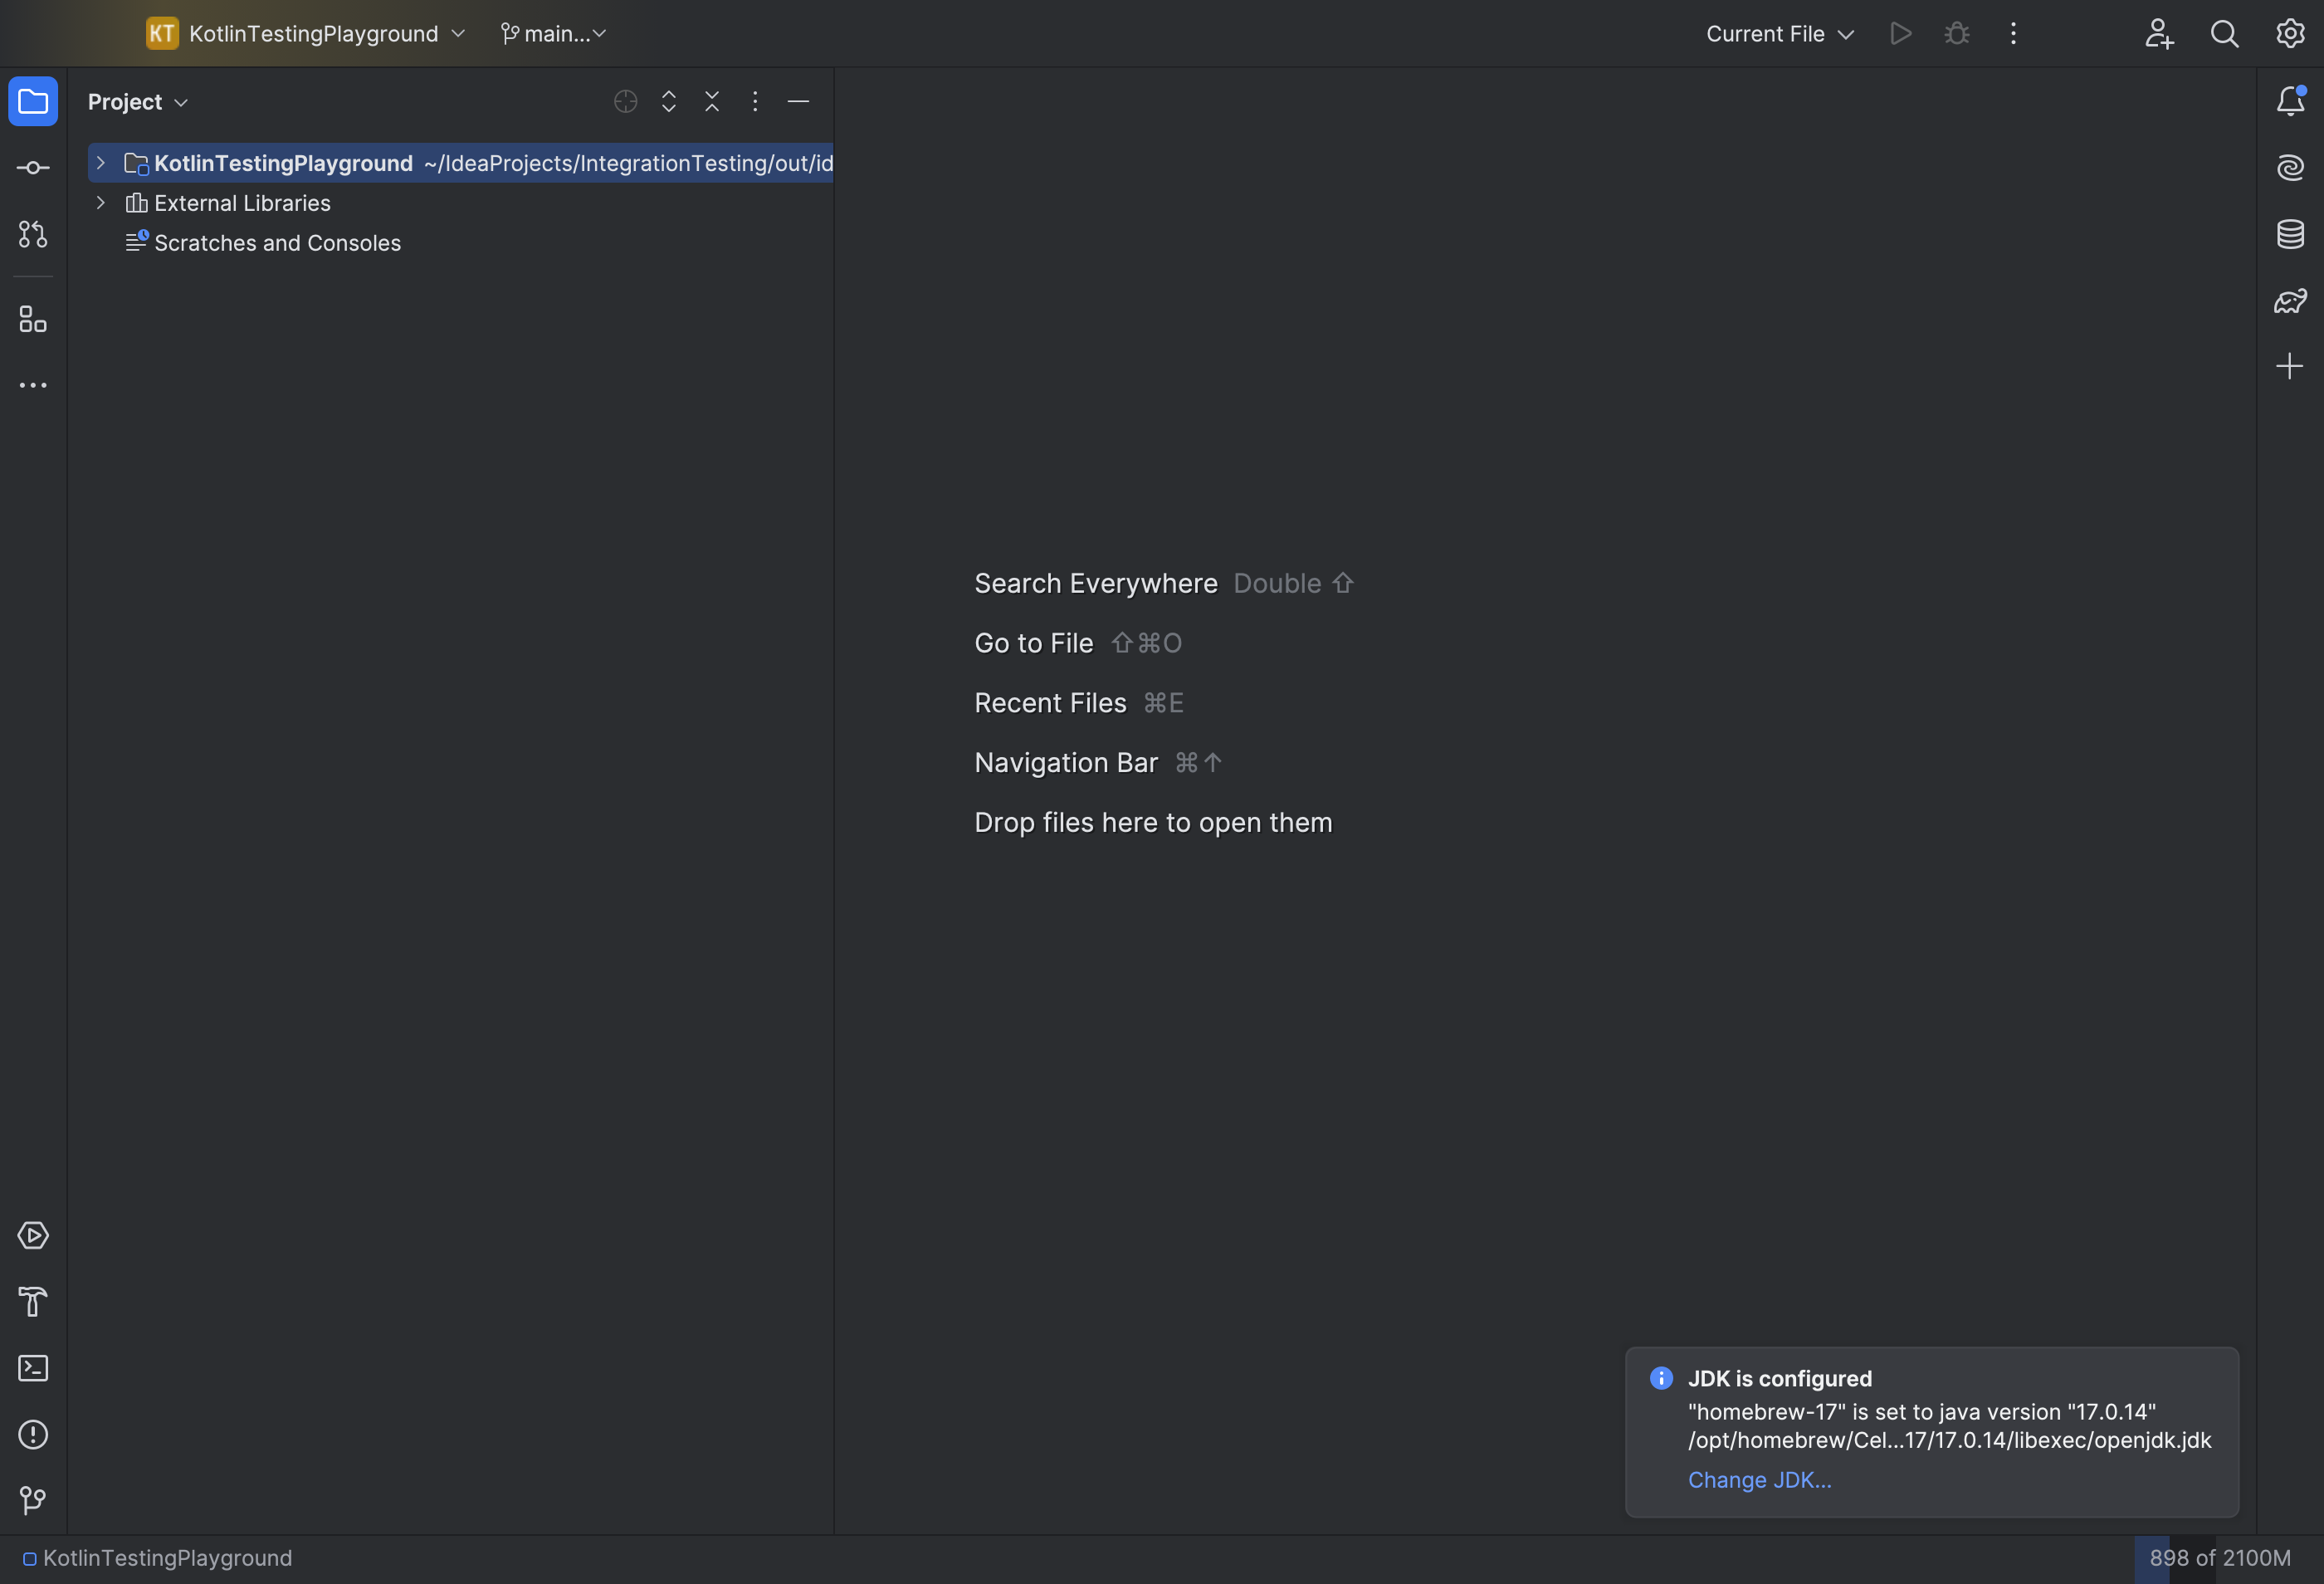 KT KotlinTestingPlayground main...
Current File
Project
KotlinTestingPlayground ~/IdeaProjects/IntegrationTesting/out/id
External Libraries
Scratches and Consoles
Search Everywhere Double ⇧
Go to File ⇧⌘O
Recent Files ⌘E
Navigation Bar ⌘↑
Drop files here to open them
JDK is configured
"homebrew-17" is set to java version "17.0.14"
/opt/homebrew/Cel...17/17.0.14/libexec/openjdk.jdk
Change JDK...
KotlinTestingPlayground
898 of 2100M